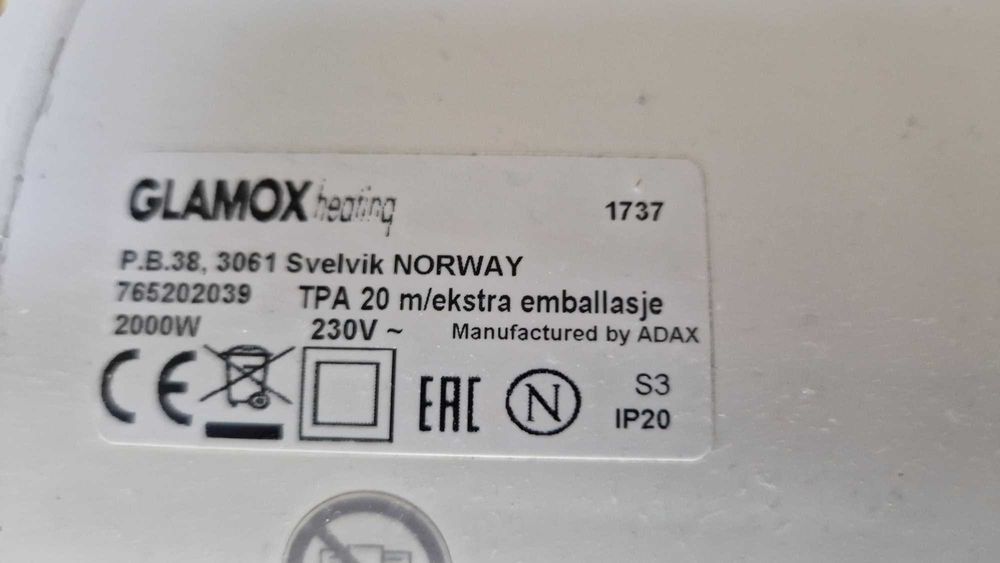 GLAMOX heating
1737
P.B.38, 3061 Svelvik NORWAY
765202039 TPA 20 m/ekstra emballasje
2000W 230V ~ Manufactured by ADAX
CE EAC N S3
IP20